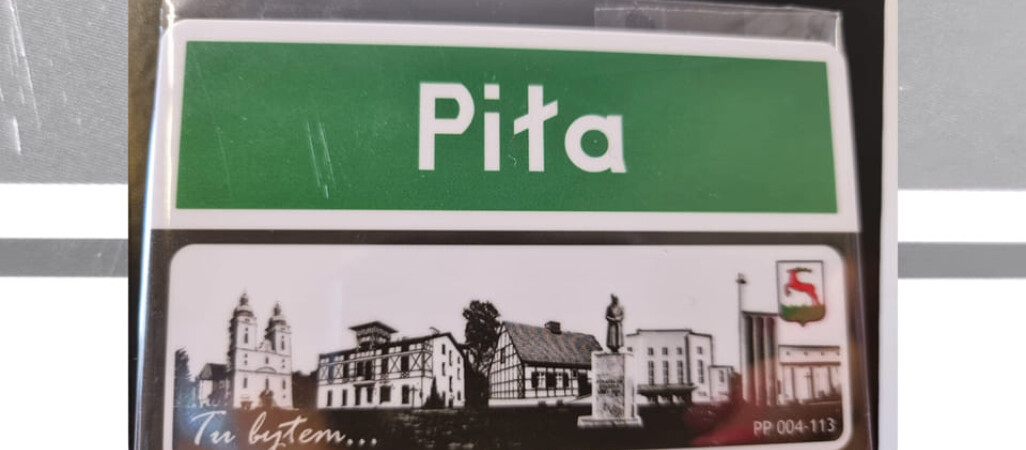 Piła
Tu byłem...
PP 004-113